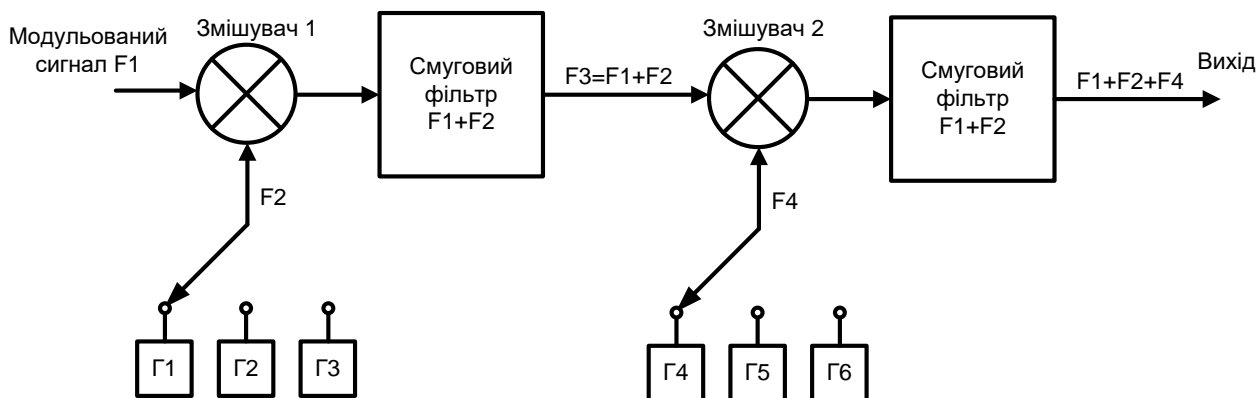 Модульований
сигнал F1
Змішувач 1
Смуговий
фільтр
F1+F2
F3=F1+F2
Змішувач 2
Смуговий
фільтр
F1+F2
F1+F2+F4
Вихід
F2
F4
Г1
Г2
Г3
Г4
Г5
Г6